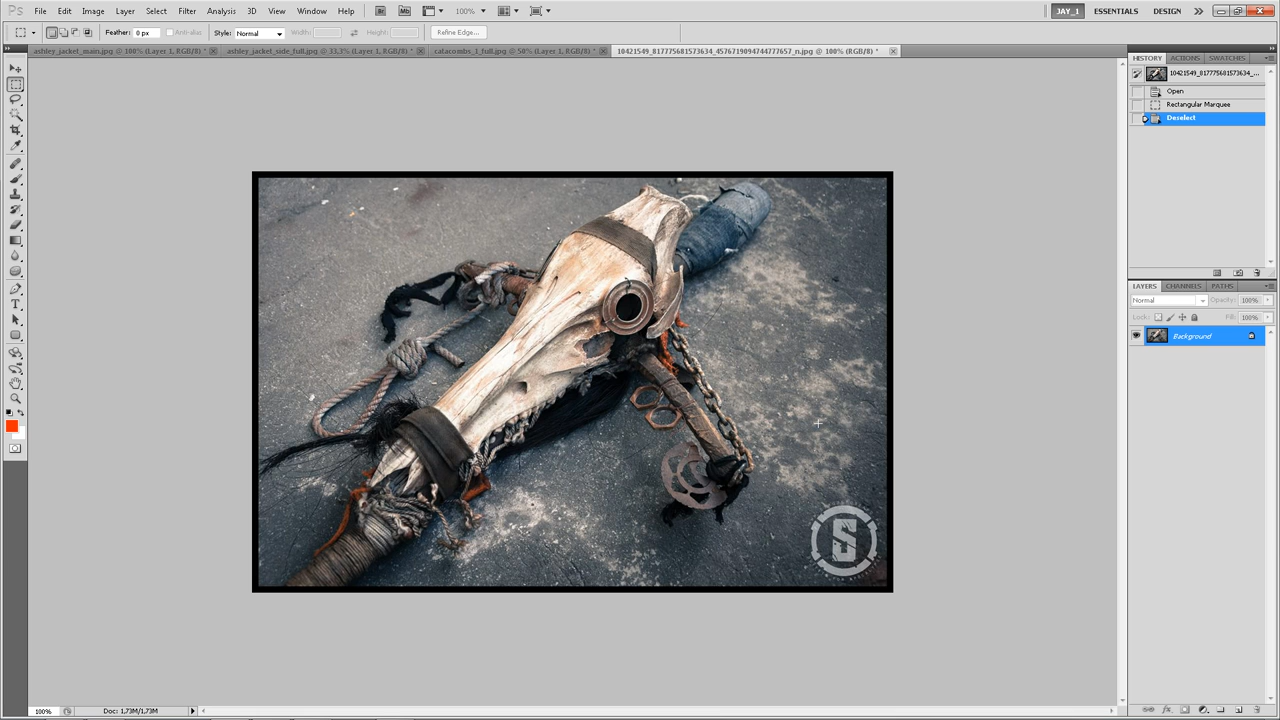 Ps File Edit Image Layer Select Filter Analysis 3D View Window Help Br Mb 100% JAY_1 ESSENTIALS DESIGN
Feather: 0 px Anti-alias Style: Normal Width: Height: Refine Edge...
ashley_jacket_main.jpg @ 100% (Layer 1, RGB/8) * ashley_jacket_side_full.jpg @ 33,3% (Layer 1, RGB/8) * catacombs_1_full.jpg @ 50% (Layer 1, RGB/8) * 10421549_817775681573634_4576719094744777657_n.jpg @ 100% (RGB/8) *
HISTORY ACTIONS SWATCHES
10421549_817775681573634_...
Open
Rectangular Marquee
Deselect
LAYERS CHANNELS PATHS
Normal Opacity: 100%
Lock: Fill: 100%
Background
S
100% Doc: 1,73M/1,73M